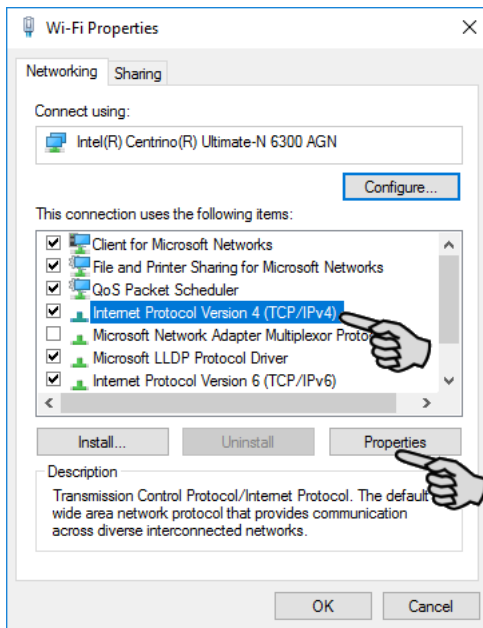 Wi-Fi Properties
Networking
Sharing
Connect using:
Intel(R) Centrino(R) Ultimate-N 6300 AGN
Configure...
This connection uses the following items:
Client for Microsoft Networks
File and Printer Sharing for Microsoft Networks
QoS Packet Scheduler
Internet Protocol Version 4 (TCP/IPv4)
Microsoft Network Adapter Multiplexor
Microsoft LLDP Protocol Driver
Internet Protocol Version 6 (TCP/IPv6)
Install...
Uninstall
Properties
Description
Transmission Control Protocol/Internet Protocol. The default
wide area network protocol that provides communication
across diverse interconnected networks.
OK
Cancel